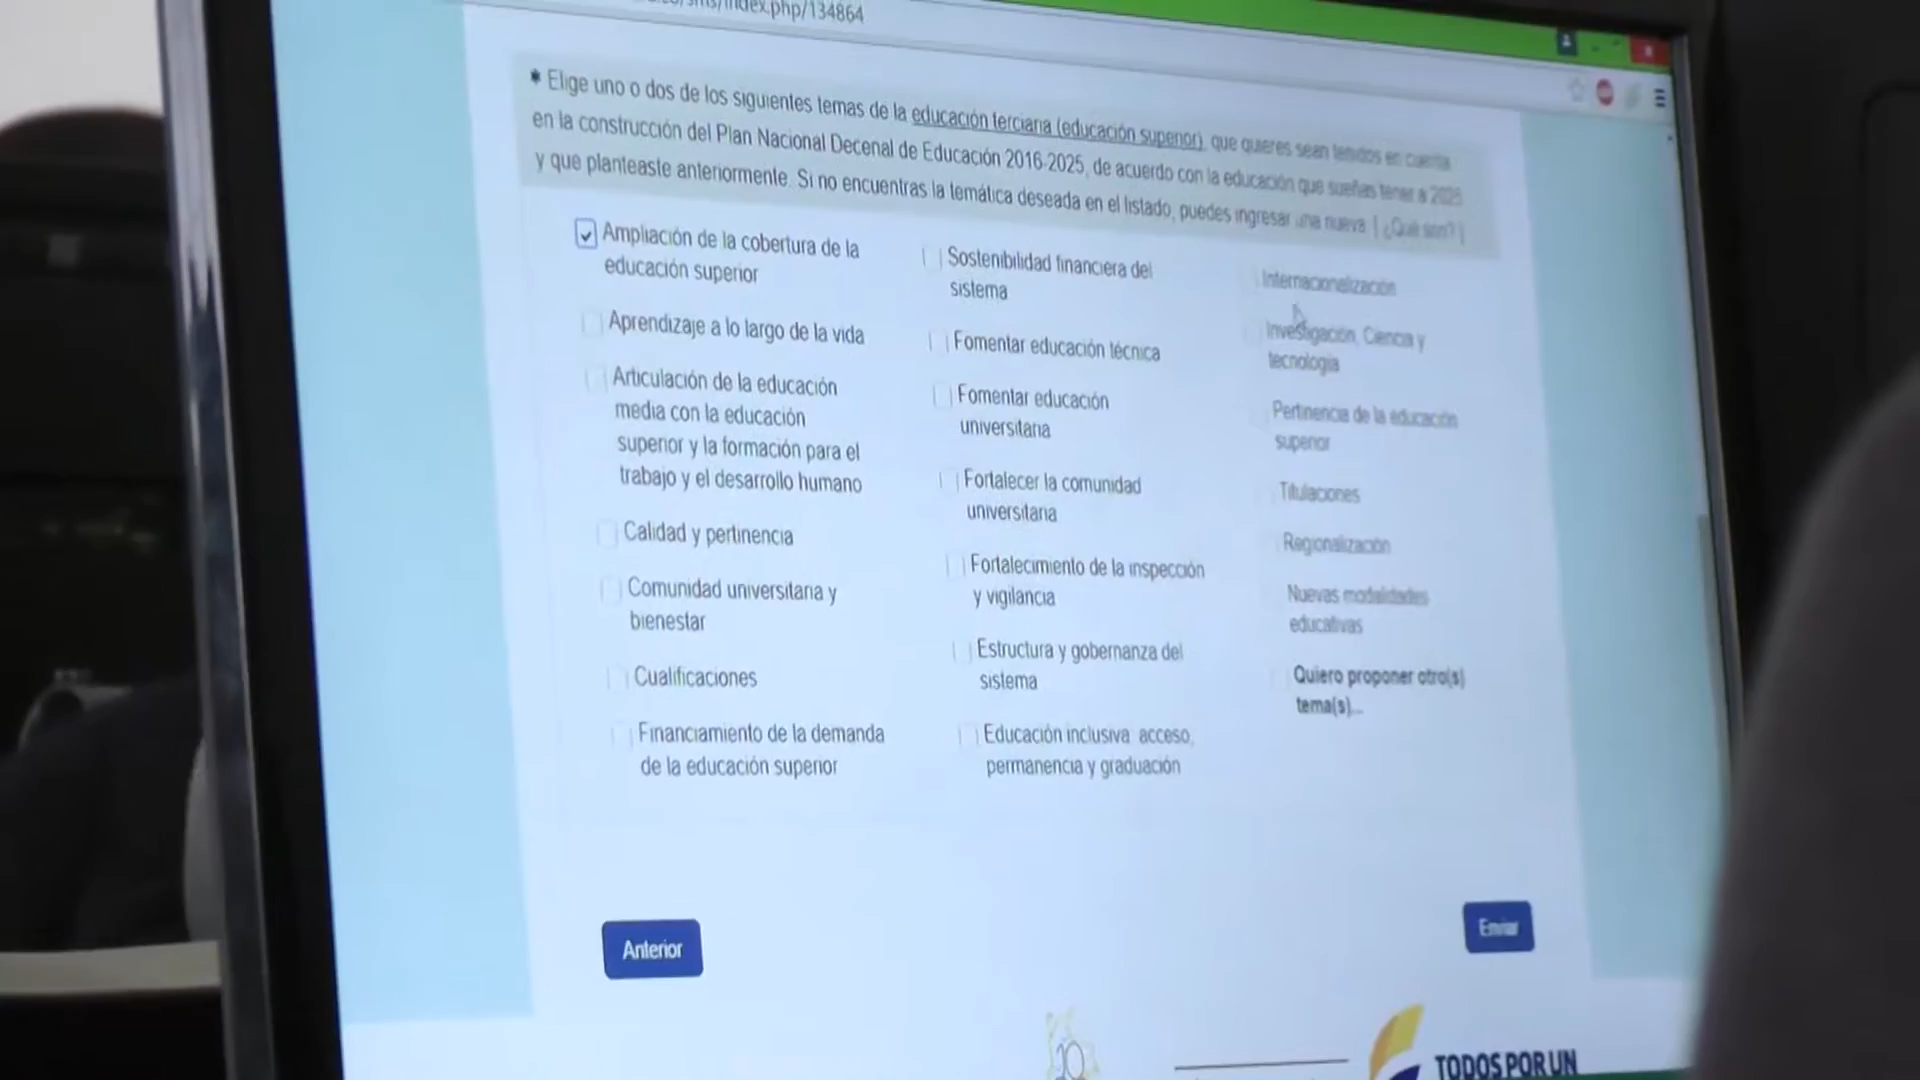 index.php/134864
* Elige uno o dos de los siguientes temas de la educación terciaria (educación superior), que quieres sean tenidos en cuenta
en la construcción del Plan Nacional Decenal de Educación 2016-2025, de acuerdo con la educación que sueñas tener a 2025
y que planteaste anteriormente. Si no encuentras la temática deseada en el listado, puedes ingresar una nueva. [ ¿Qué son? ]
Ampliación de la cobertura de la
educación superior
Aprendizaje a lo largo de la vida
Articulación de la educación
media con la educación
superior y la formación para el
trabajo y el desarrollo humano
Calidad y pertinencia
Comunidad universitaria y
bienestar
Cualificaciones
Financiamiento de la demanda
de la educación superior
Sostenibilidad financiera del
sistema
Fomentar educación técnica
Fomentar educación
universitaria
Fortalecer la comunidad
universitaria
Fortalecimiento de la inspección
y vigilancia
Estructura y gobernanza del
sistema
Educación inclusiva: acceso,
permanencia y graduación
Internacionalización
Investigación, Ciencia y
tecnología
Pertinencia de la educación
superior
Titulaciones
Regionalización
Nuevas modalidades
educativas
Quiero proponer otro(s)
tema(s)...
Anterior
Enviar
10
TODOS POR UN